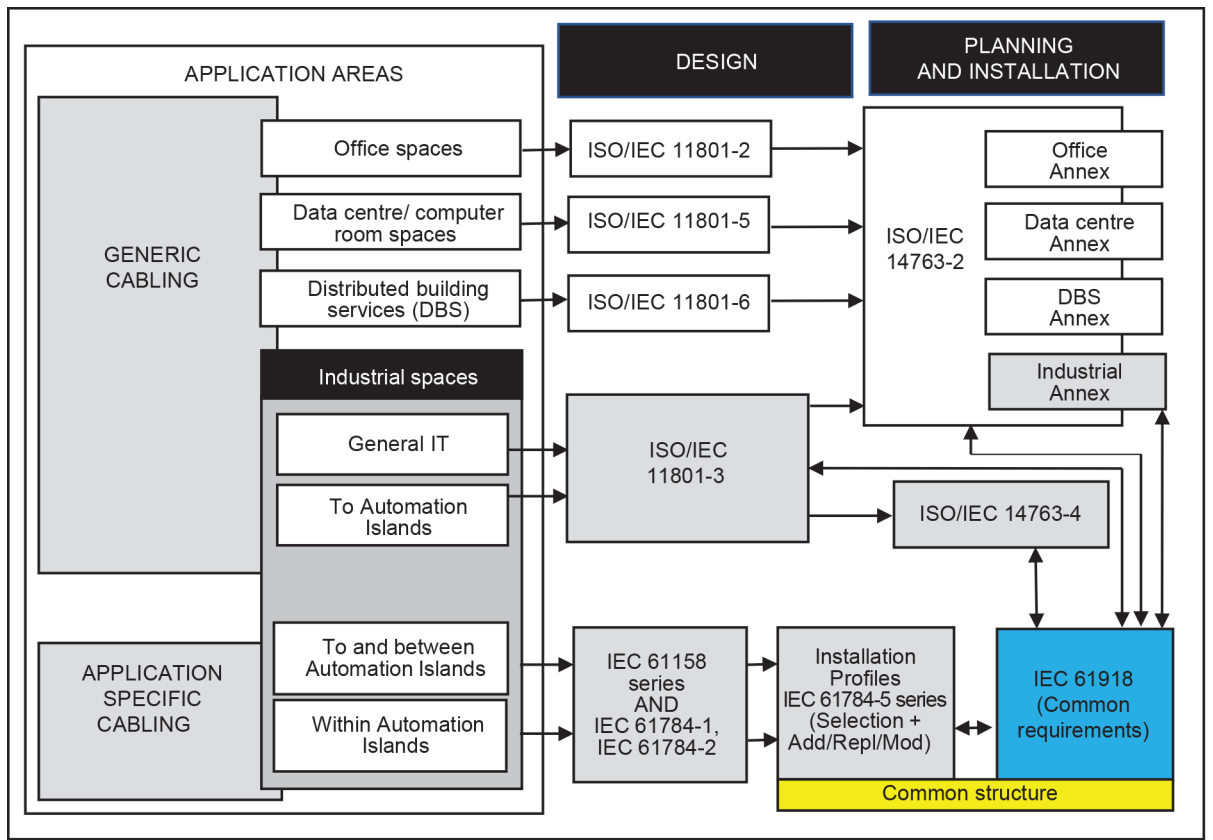 APPLICATION AREAS
DESIGN
PLANNING
AND INSTALLATION
GENERIC
CABLING
Office spaces
Data centre/ computer
room spaces
Distributed building
services (DBS)
Industrial spaces
General IT
To Automation
Islands
APPLICATION
SPECIFIC
CABLING
To and between
Automation Islands
Within Automation
Islands
ISO/IEC 11801-2
ISO/IEC 11801-5
ISO/IEC 11801-6
ISO/IEC
11801-3
IEC 61158
series
AND
IEC 61784-1,
IEC 61784-2
ISO/IEC
14763-2
Office
Annex
Data centre
Annex
DBS
Annex
Industrial
Annex
ISO/IEC 14763-4
Installation
Profiles
IEC 61784-5 series
(Selection +
Add/Repl/Mod)
IEC 61918
(Common
requirements)
Common structure